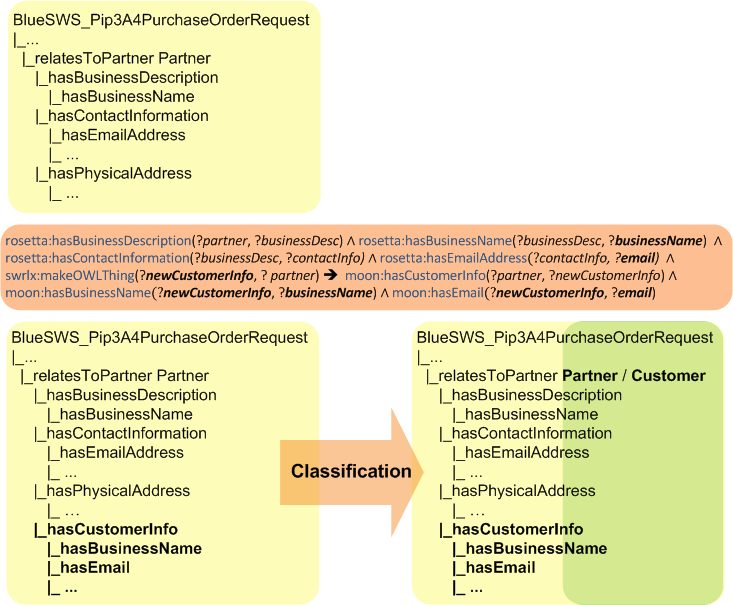 BlueSWS_Pip3A4PurchaseOrderRequest
|_...
|_relatesToPartner Partner
|_hasBusinessDescription
|_hasBusinessName
|_hasContactInformation
|_hasEmailAddress
|_ ...
|_hasPhysicalAddress
|_ ...
rosetta:hasBusinessDescription(?partner, ?businessDesc) ∧ rosetta:hasBusinessName(?businessDesc, ?businessName) ∧
rosetta:hasContactInformation(?businessDesc, ?contactInfo) ∧ rosetta:hasEmailAddress(?contactInfo, ?email) ∧
swrlx:makeOWLThing(?newCustomerInfo, ? partner) ➔ moon:hasCustomerInfo(?partner, ?newCustomerInfo) ∧
moon:hasBusinessName(?newCustomerInfo, ?businessName) ∧ moon:hasEmail(?newCustomerInfo, ?email)
BlueSWS_Pip3A4PurchaseOrderRequest
|_...
|_relatesToPartner Partner
|_hasBusinessDescription
|_hasBusinessName
|_hasContactInformation
|_hasEmailAddress
|_ ...
|_hasPhysicalAddress
|_ ...
|_hasCustomerInfo
|_hasBusinessName
|_hasEmail
|_ ...
Classification
BlueSWS_Pip3A4PurchaseOrderRequest
|_...
|_relatesToPartner Partner / Customer
|_hasBusinessDescription
|_hasBusinessName
|_hasContactInformation
|_hasEmailAddress
|_ ...
|_hasPhysicalAddress
|_ ...
|_hasCustomerInfo
|_hasBusinessName
|_hasEmail
|_ ...